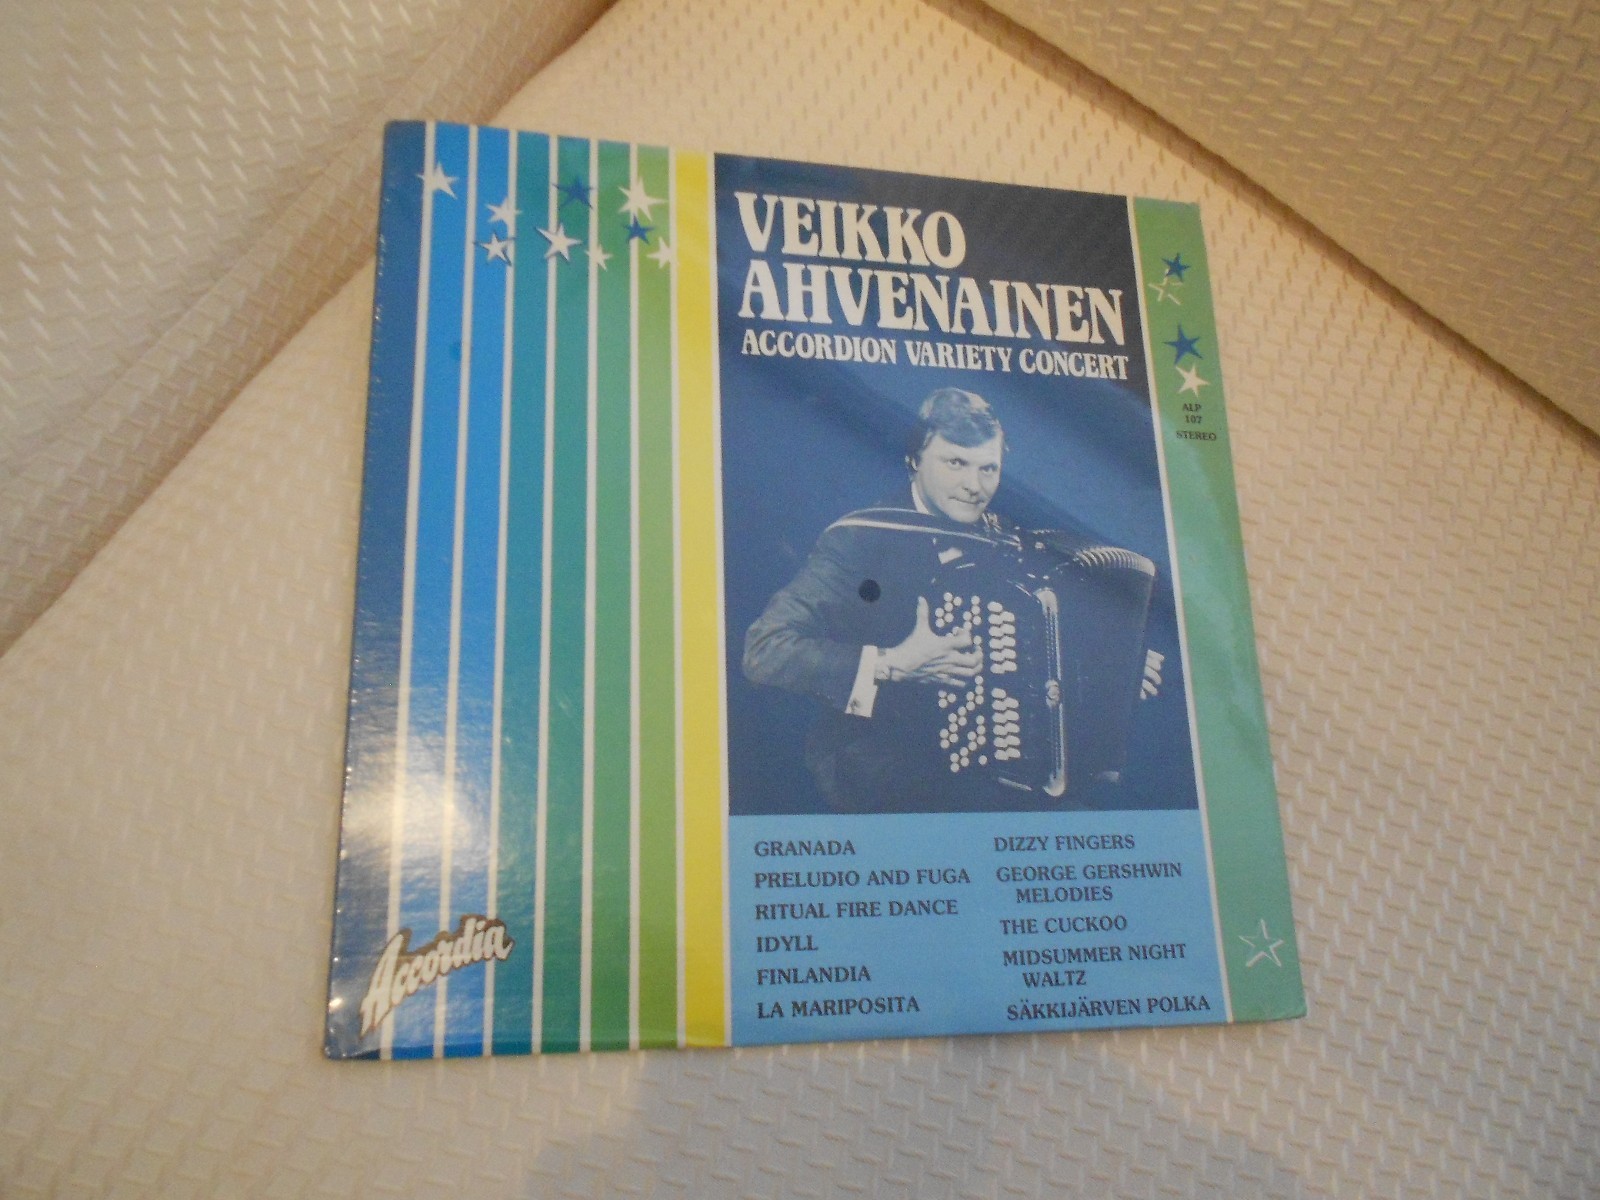 VEIKKO
AHVENAINEN
ACCORDION VARIETY CONCERT
ALP
107
STEREO
GRANADA
PRELUDIO AND FUGA
RITUAL FIRE DANCE
IDYLL
FINLANDIA
LA MARIPOSITA
DIZZY FINGERS
GEORGE GERSHWIN
MELODIES
THE CUCKOO
MIDSUMMER NIGHT
WALTZ
SÄKKIJÄRVEN POLKA
Accordia